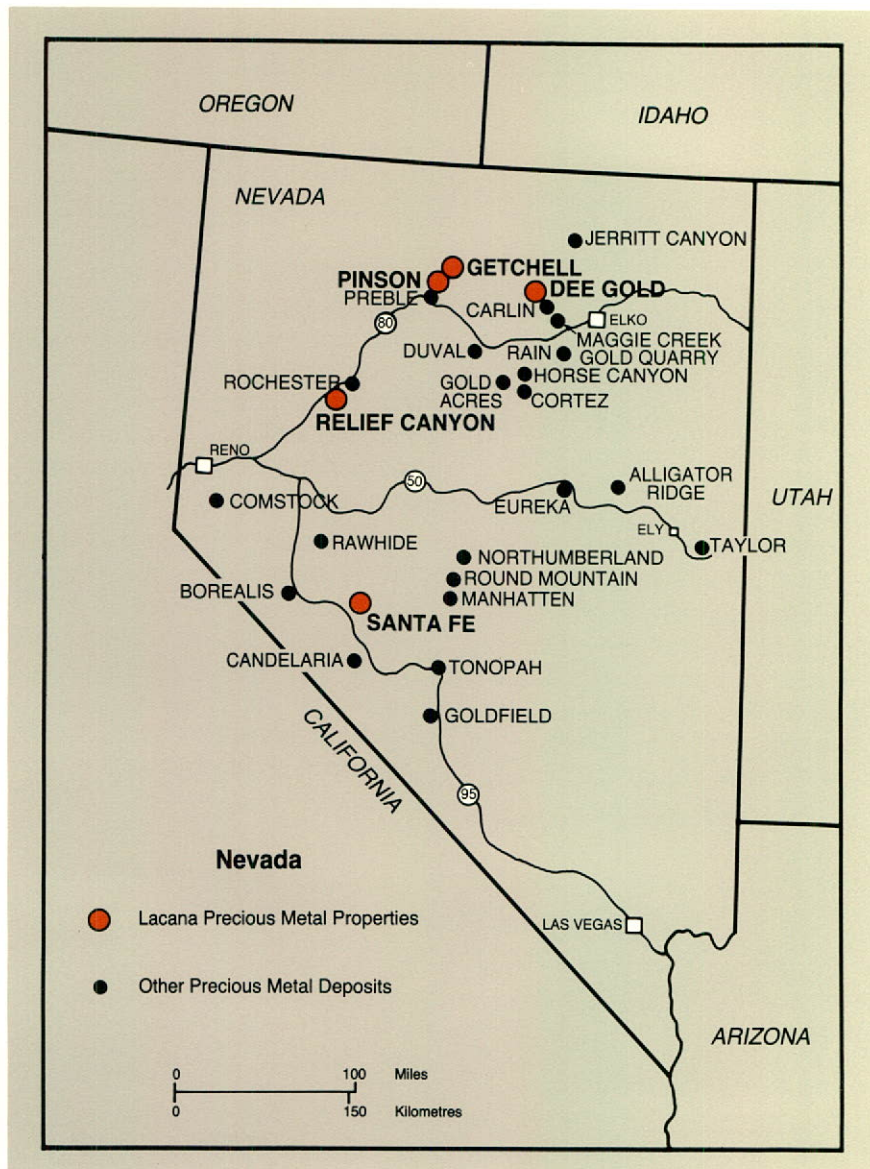 OREGON
IDAHO
NEVADA
JERRITT CANYON
GETCHELL
PINSON
DEE GOLD
PREBLE
CARLIN
80
ELKO
MAGGIE CREEK
DUVAL
RAIN
GOLD QUARRY
ROCHESTER
GOLD
ACRES
HORSE CANYON
CORTEZ
RELIEF CANYON
RENO
50
ALLIGATOR
RIDGE
COMSTOCK
EUREKA
UTAH
ELY
RAWHIDE
TAYLOR
NORTHUMBERLAND
ROUND MOUNTAIN
BOREALIS
MANHATTEN
SANTA FE
CANDELARIA
TONOPAH
GOLDFIELD
CALIFORNIA
95
Nevada
Lacana Precious Metal Properties
LAS VEGAS
Other Precious Metal Deposits
ARIZONA
0 100 Miles
0 150 Kilometres